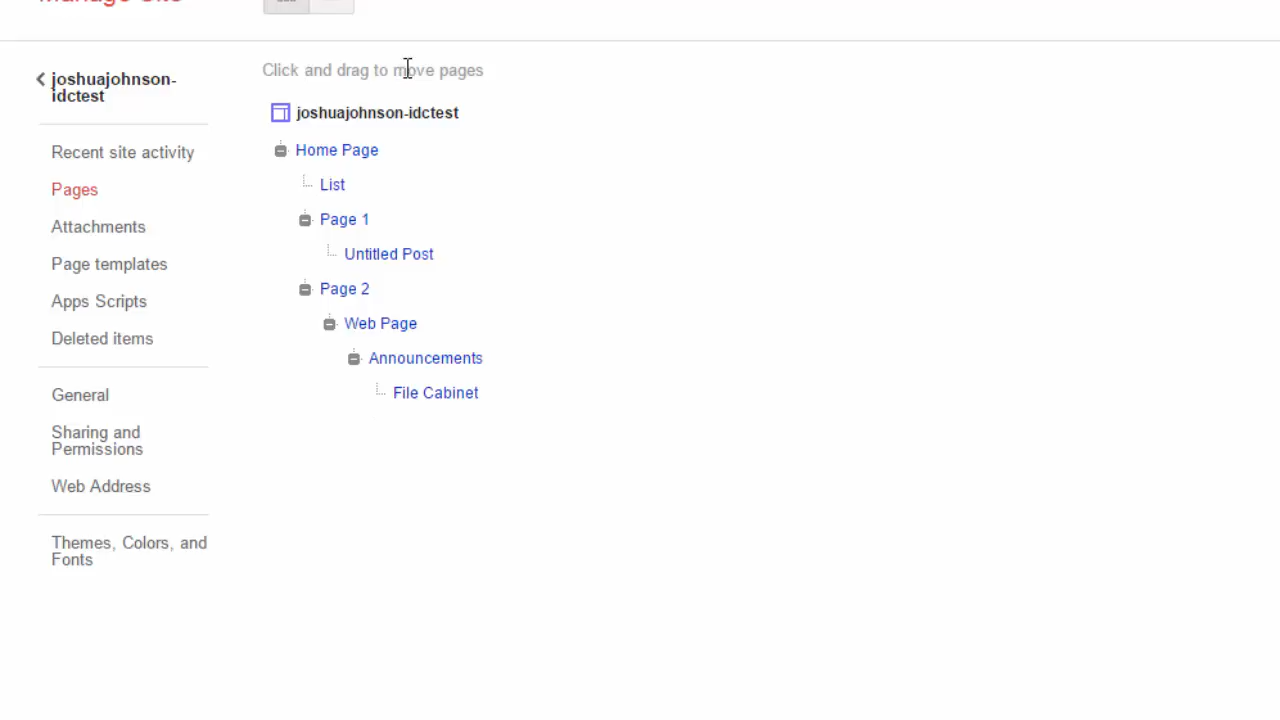 Manage Site
joshuajohnson-
idctest
Recent site activity
Pages
Attachments
Page templates
Apps Scripts
Deleted items
General
Sharing and
Permissions
Web Address
Themes, Colors, and
Fonts
Click and drag to move pages
joshuajohnson-idctest
Home Page
List
Page 1
Untitled Post
Page 2
Web Page
Announcements
File Cabinet